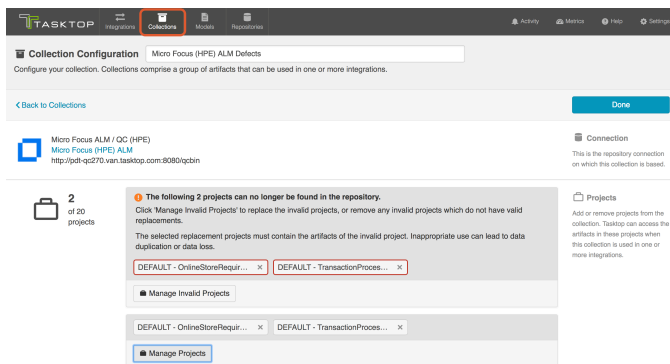 TASKTOP
Integrations
Collections
Models
Repositories
Activity
Metrics
Help
Settings
Collection Configuration
Micro Focus (HPE) ALM Defects
Configure your collection. Collections comprise a group of artifacts that can be used in one or more integrations.
Back to Collections
Done
Micro Focus ALM / QC (HPE)
Micro Focus (HPE) ALM
http://pdt-qc270.van.tasktop.com:8080/qcbin
Connection
This is the repository connection
on which this collection is based.
2
of 20
projects
The following 2 projects can no longer be found in the repository.
Click 'Manage Invalid Projects' to replace the invalid projects, or remove any invalid projects which do not have valid
replacements.
The selected replacement projects must contain the artifacts of the invalid project. Inappropriate use can lead to data
duplication or data loss.
DEFAULT - OnlineStoreRequir... ×
DEFAULT - TransactionProces... ×
Manage Invalid Projects
DEFAULT - OnlineStoreRequir... ×
DEFAULT - TransactionProces... ×
Manage Projects
Projects
Add or remove projects from the
collection. Tasktop can access the
artifacts in these projects when
this collection is used in one or
more integrations.